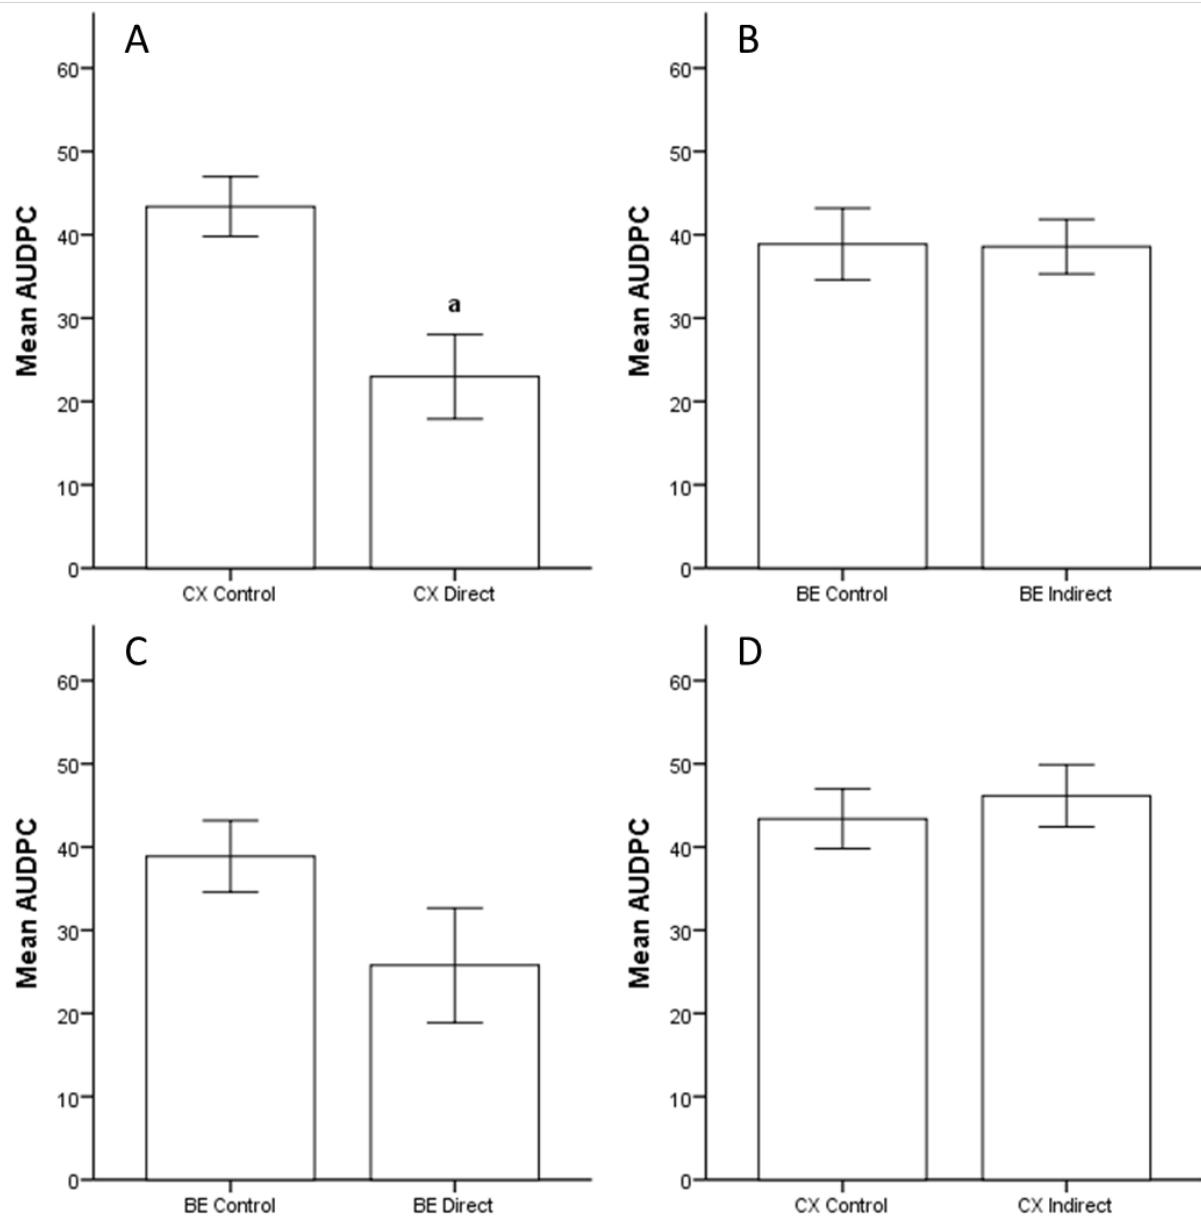 A
Mean AUDPC
60
50
40
30
20
10
0
a
CX Control
CX Direct
B
Mean AUDPC
60
50
40
30
20
10
0
BE Control
BE Indirect
C
Mean AUDPC
60
50
40
30
20
10
0
BE Control
BE Direct
D
Mean AUDPC
60
50
40
30
20
10
0
CX Control
CX Indirect